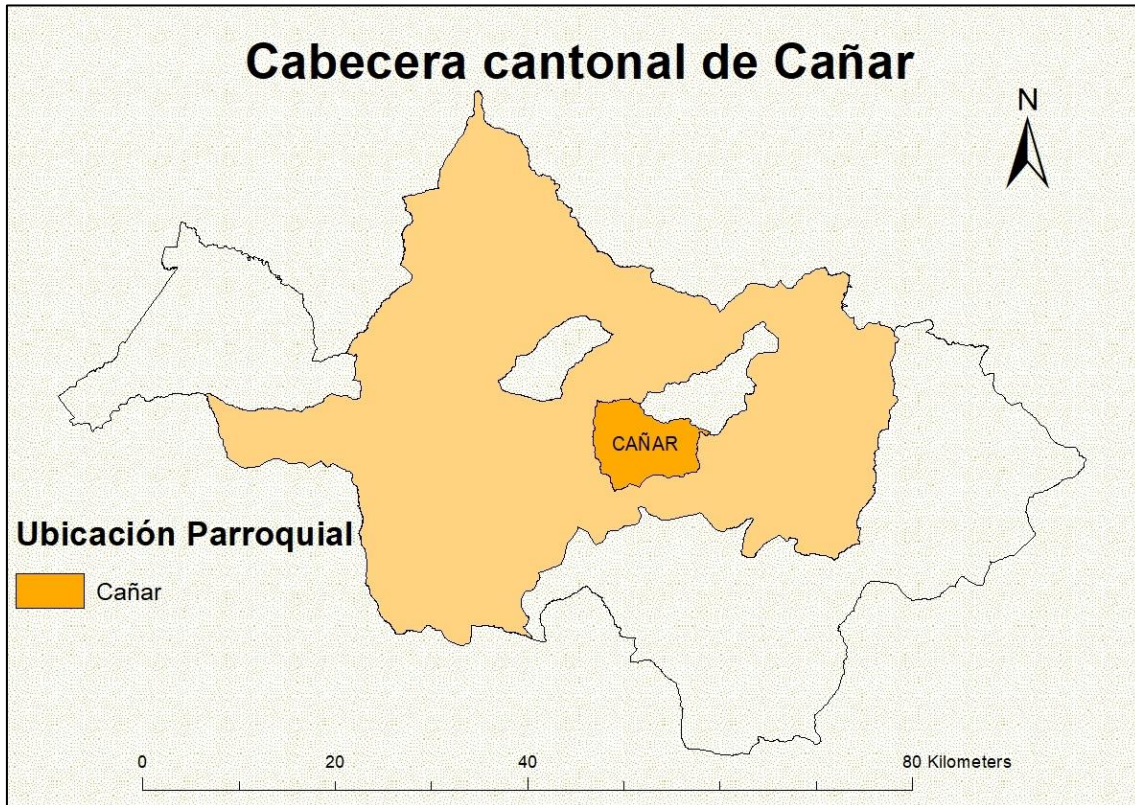 Cabecera cantonal de Cañar
N
CAÑAR
Ubicación Parroquial
Cañar
0 20 40 80 Kilometers